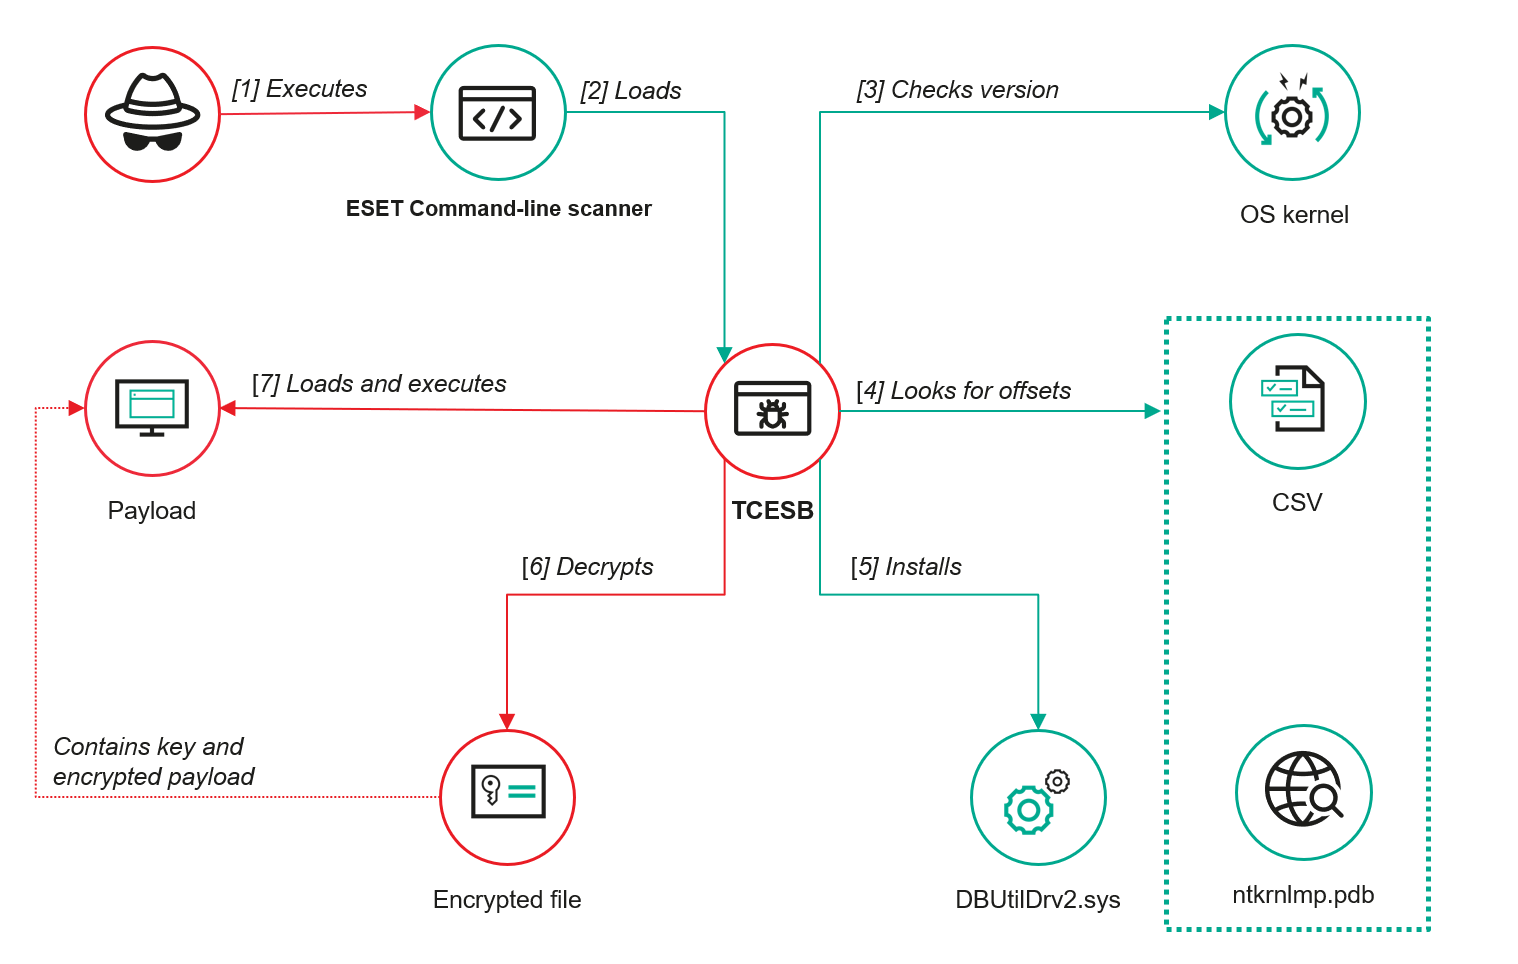 [1] Executes
[2] Loads
[3] Checks version
ESET Command-line scanner
OS kernel
[7] Loads and executes
[4] Looks for offsets
Payload
TCESB
CSV
[6] Decrypts
[5] Installs
Contains key and
encrypted payload
Encrypted file
DBUtilDrv2.sys
ntkrnlmp.pdb